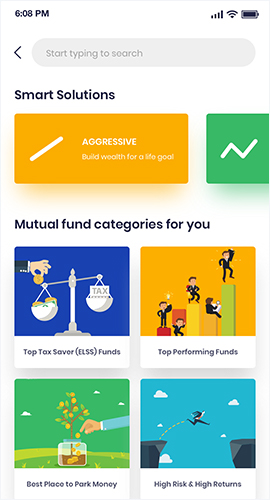 6:08 PM
Start typing to search
Smart Solutions
AGGRESSIVE
Build wealth for a life goal
Mutual fund categories for you
TAX
Top Tax Saver (ELSS) Funds
Top Performing Funds
Best Place to Park Money
High Risk & High Returns